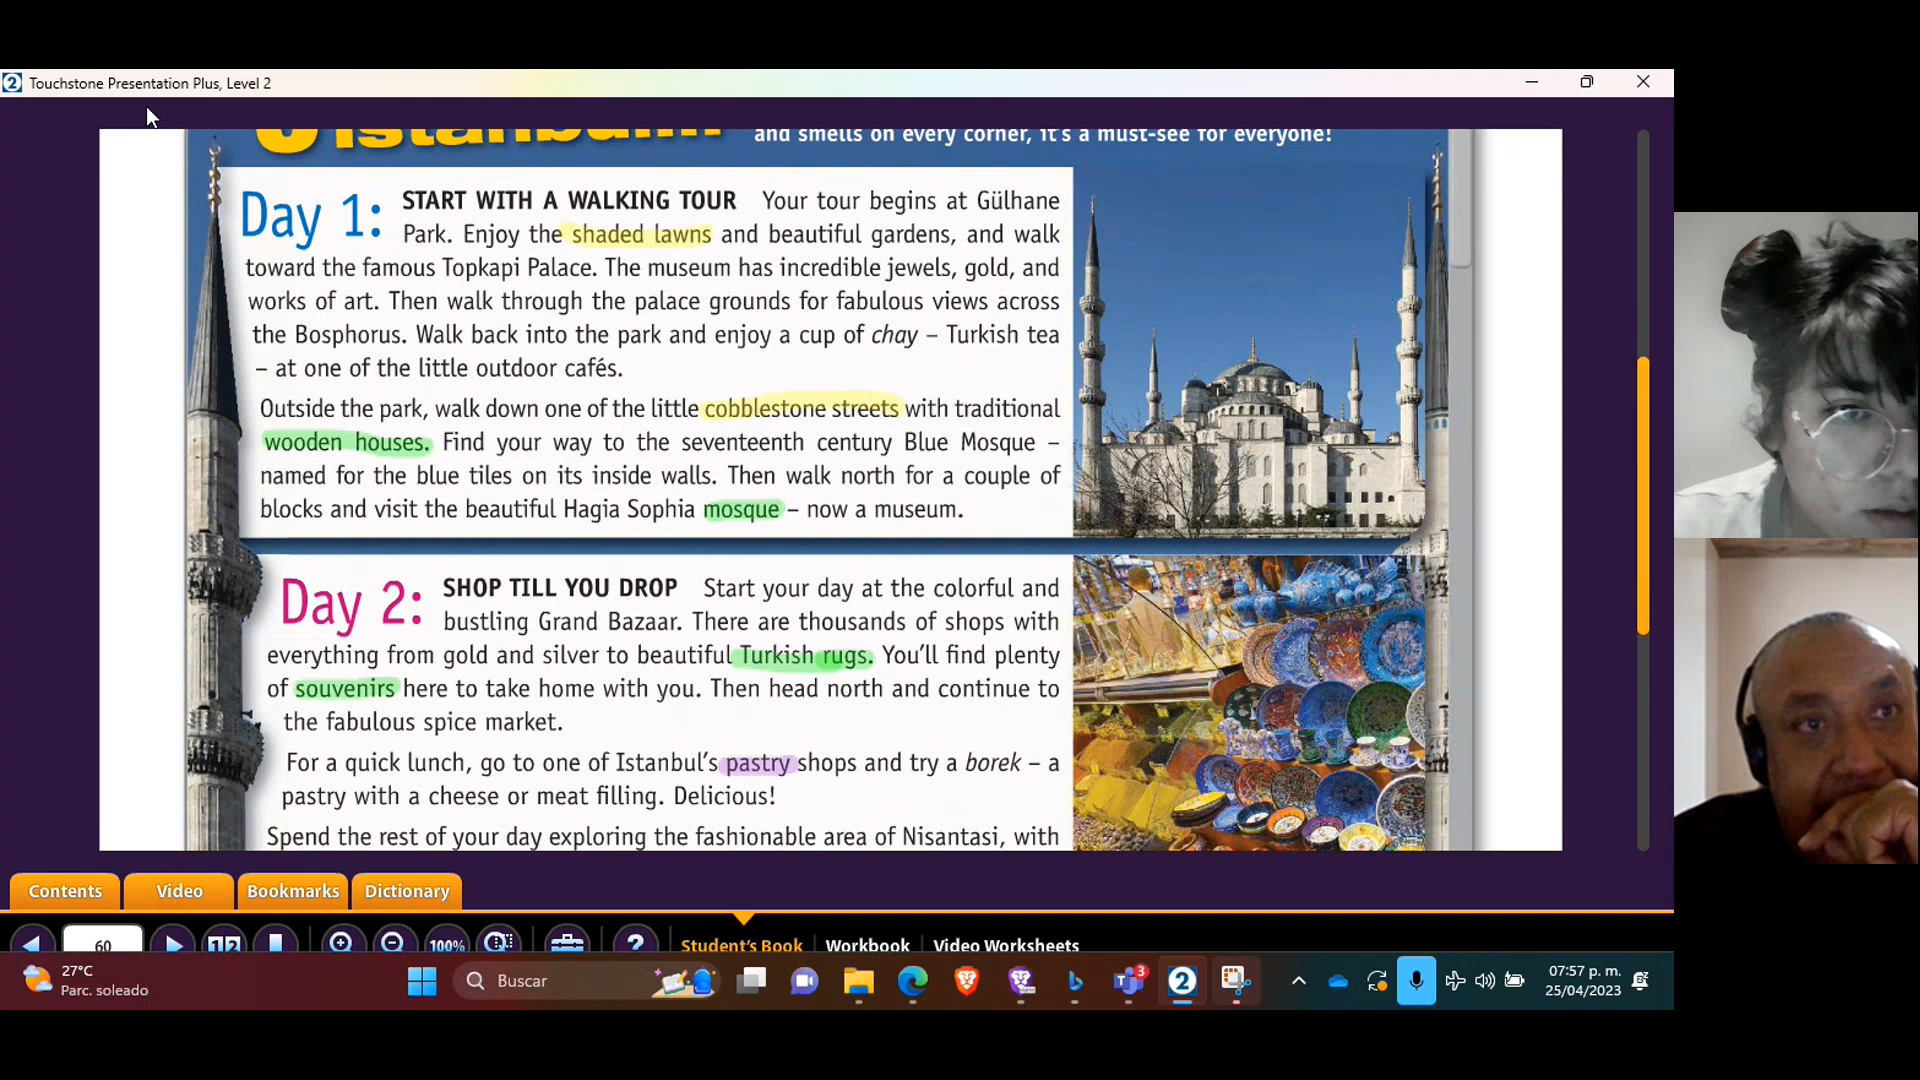 Touchstone Presentation Plus, Level 2
and smells on every corner, it's a must-see for everyone!
Day 1: START WITH A WALKING TOUR Your tour begins at Gülhane
Park. Enjoy the shaded lawns and beautiful gardens, and walk
toward the famous Topkapi Palace. The museum has incredible jewels, gold, and
works of art. Then walk through the palace grounds for fabulous views across
the Bosphorus. Walk back into the park and enjoy a cup of chay – Turkish tea
– at one of the little outdoor cafés.
Outside the park, walk down one of the little cobblestone streets with traditional
wooden houses. Find your way to the seventeenth century Blue Mosque –
named for the blue tiles on its inside walls. Then walk north for a couple of
blocks and visit the beautiful Hagia Sophia mosque – now a museum.
Day 2: SHOP TILL YOU DROP Start your day at the colorful and
bustling Grand Bazaar. There are thousands of shops with
everything from gold and silver to beautiful Turkish rugs. You'll find plenty
of souvenirs here to take home with you. Then head north and continue to
the fabulous spice market.
For a quick lunch, go to one of Istanbul's pastry shops and try a borek – a
pastry with a cheese or meat filling. Delicious!
Spend the rest of your day exploring the fashionable area of Nisantasi, with
Contents Video Bookmarks Dictionary
60 1 2 100% ? Student's Book Workbook Video Worksheets
27°C
Parc. soleado
Buscar
3
2
07:57 p. m.
25/04/2023